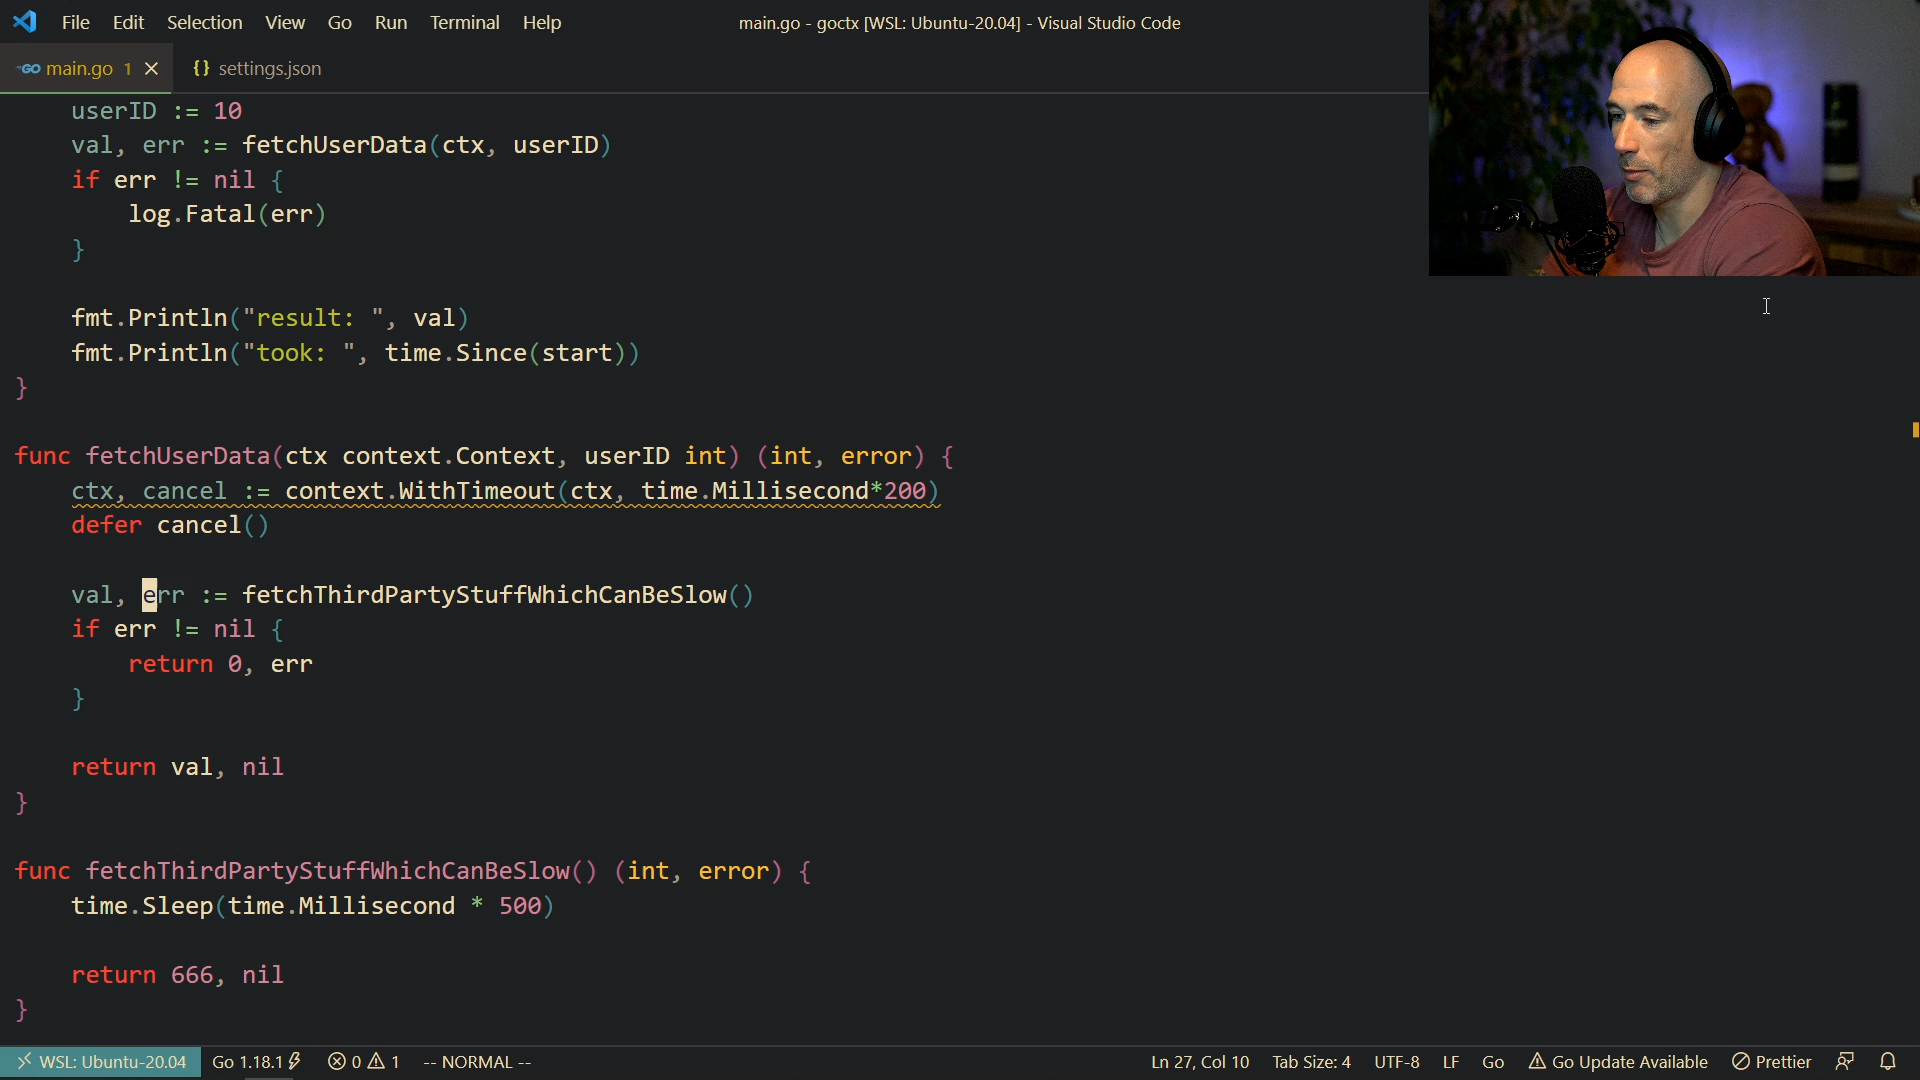 File Edit Selection View Go Run Terminal Help
main.go - goctx [WSL: Ubuntu-20.04] - Visual Studio Code
GO main.go 1
{} settings.json
userID := 10
val, err := fetchUserData(ctx, userID)
if err != nil {
log.Fatal(err)
}
fmt.Println("result: ", val)
fmt.Println("took: ", time.Since(start))
}
func fetchUserData(ctx context.Context, userID int) (int, error) {
ctx, cancel := context.WithTimeout(ctx, time.Millisecond*200)
defer cancel()
val, err := fetchThirdPartyStuffWhichCanBeSlow()
if err != nil {
return 0, err
}
return val, nil
}
func fetchThirdPartyStuffWhichCanBeSlow() (int, error) {
time.Sleep(time.Millisecond * 500)
return 666, nil
}
WSL: Ubuntu-20.04 Go 1.18.1 0 1 -- NORMAL -- Ln 27, Col 10 Tab Size: 4 UTF-8 LF Go Go Update Available Prettier